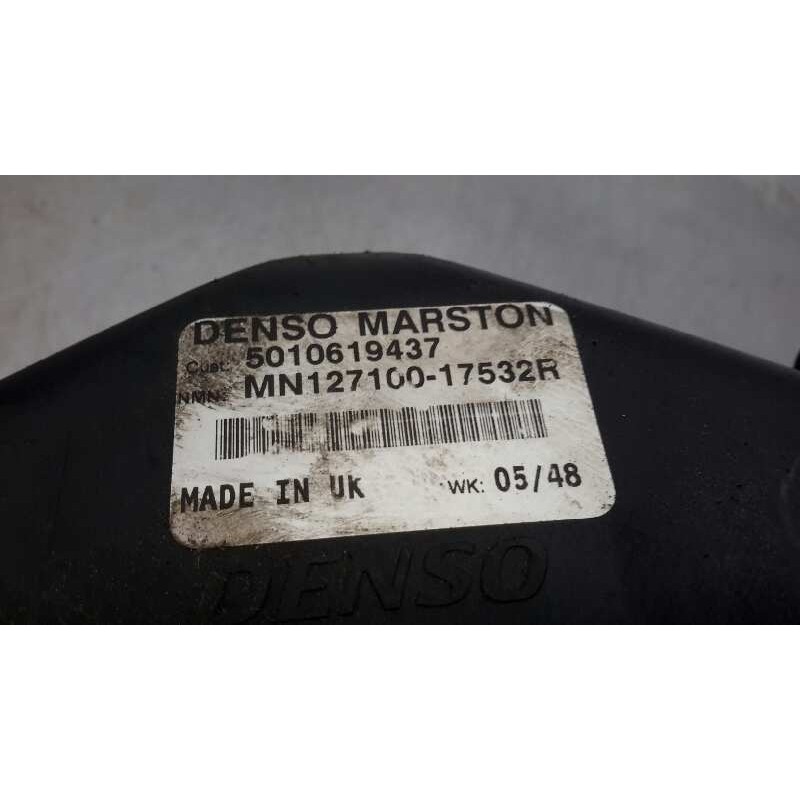 DENSO MARSTON
Cust: 5010619437
NMN: MN127100-17532R
MADE IN UK WK: 05/48
DENSO